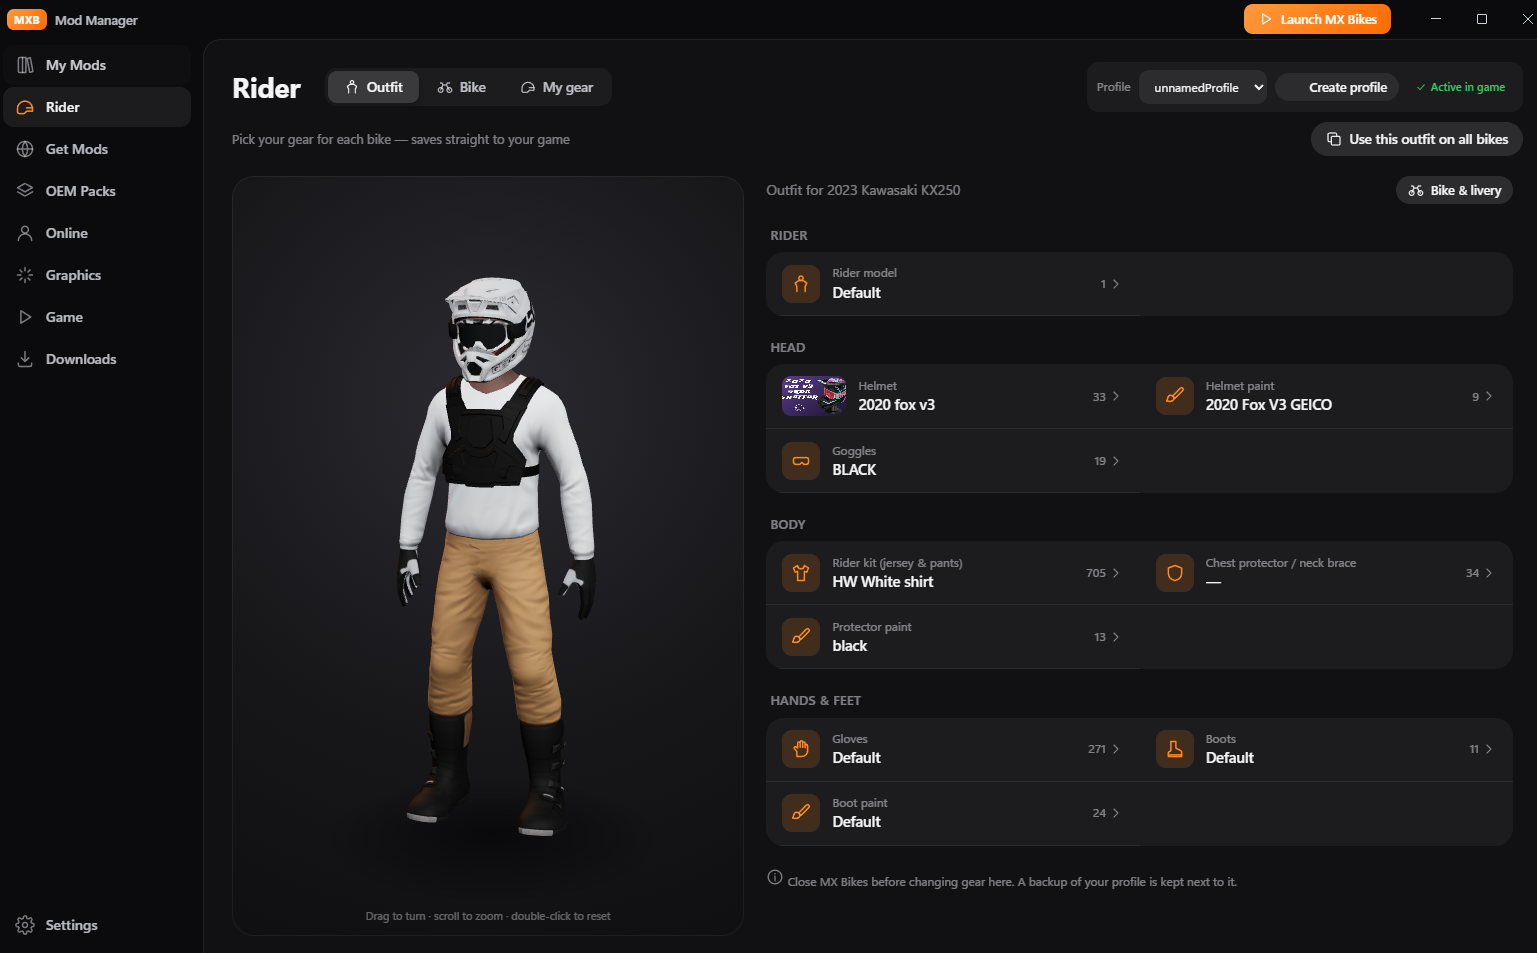 MXB Mod Manager
Launch MX Bikes
My Mods
Rider
Get Mods
OEM Packs
Online
Graphics
Game
Downloads
Settings
Rider
Outfit
Bike
My gear
Profile
unnamedProfile
Create profile
Active in game
Pick your gear for each bike — saves straight to your game
Use this outfit on all bikes
Drag to turn · scroll to zoom · double-click to reset
Outfit for 2023 Kawasaki KX250
Bike & livery
RIDER
Rider model
Default
1
HEAD
Helmet
2020 fox v3
33
Helmet paint
2020 Fox V3 GEICO
9
Goggles
BLACK
19
BODY
Rider kit (jersey & pants)
HW White shirt
705
Chest protector / neck brace
—
34
Protector paint
black
13
HANDS & FEET
Gloves
Default
271
Boots
Default
11
Boot paint
Default
24
Close MX Bikes before changing gear here. A backup of your profile is kept next to it.